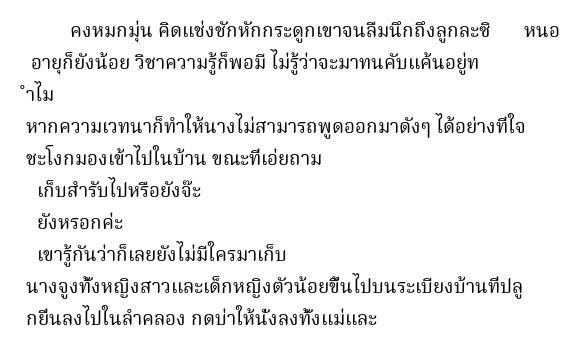 คงหมกมุ่น คิดแช่งชักหักกระดูกเขาจนลืมนึกถึงลูกละซิ หนอ
อายุก็ยังน้อย วิชาความรู้ก็พอมี ไม่รู้ว่าจะมาทนคับแค้นอยู่ท
ำไม
หากความเวทนาก็ทำให้นางไม่สามารถพูดออกมาดังๆ ได้อย่างที่ใจ
ชะโงกมองเข้าไปในบ้าน ขณะที่เอ่ยถาม
เก็บสำรับไปหรือยังจ๊ะ
ยังหรอกค่ะ
เขารู้กันว่าก็เลยยังไม่มีใครมาเก็บ
นางจูงทั้งหญิงสาวและเด็กหญิงตัวน้อยขึ้นไปบนระเบียงบ้านที่ปลู
กยื่นลงไปในลำคลอง กดบ่าให้นั่งลงทั้งแม่และ